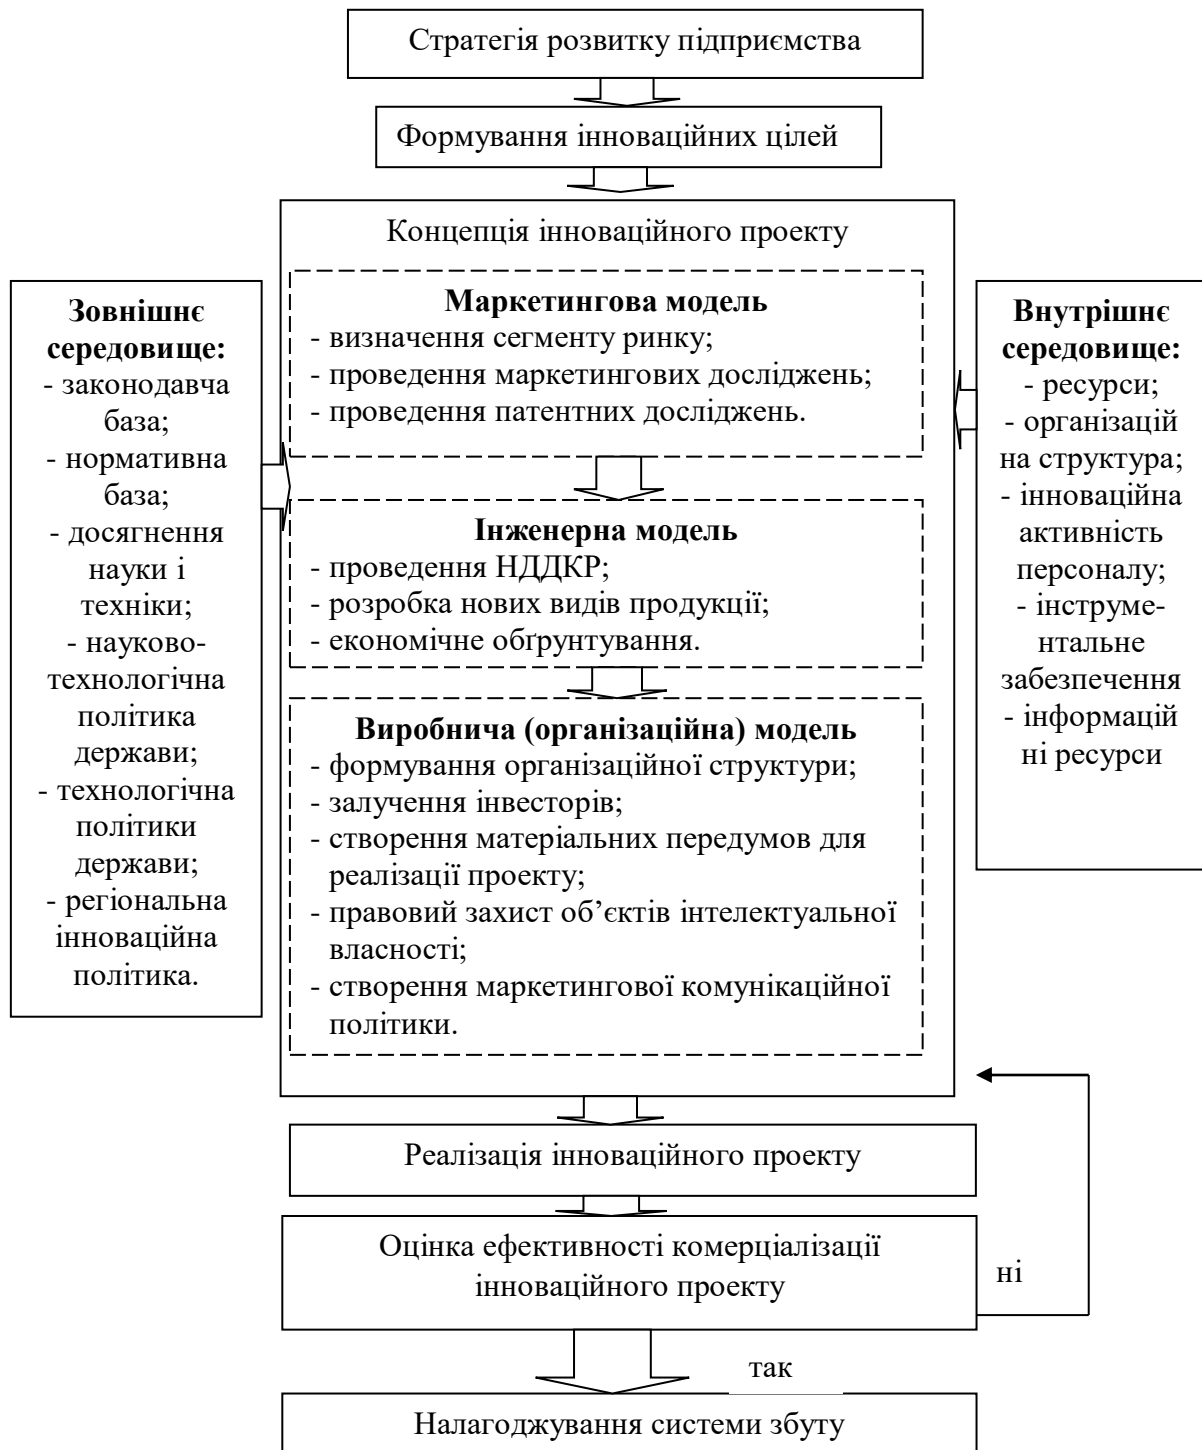 Стратегія розвитку підприємства
Формування інноваційних цілей
Концепція інноваційного проекту
Зовнішнє
середовище:
- законодавча
база;
- нормативна
база;
- досягнення
науки і
техніки;
- науково-
технологічна
політика
держави;
- технологічна
політики
держави;
- регіональна
інноваційна
політика.
Маркетингова модель
- визначення сегменту ринку;
- проведення маркетингових досліджень;
- проведення патентних досліджень.
Інженерна модель
- проведення НДДКР;
- розробка нових видів продукції;
- економічне обґрунтування.
Виробнича (організаційна) модель
- формування організаційної структури;
- залучення інвесторів;
- створення матеріальних передумов для
реалізації проекту;
- правовий захист об’єктів інтелектуальної
власності;
- створення маркетингової комунікаційної
політики.
Внутрішнє
середовище:
- ресурси;
- організацій
на структура;
- інноваційна
активність
персоналу;
- інструме-
нтальне
забезпечення
- інформацій
ні ресурси
Реалізація інноваційного проекту
Оцінка ефективності комерціалізації
інноваційного проекту
ні
так
Налагоджування системи збуту